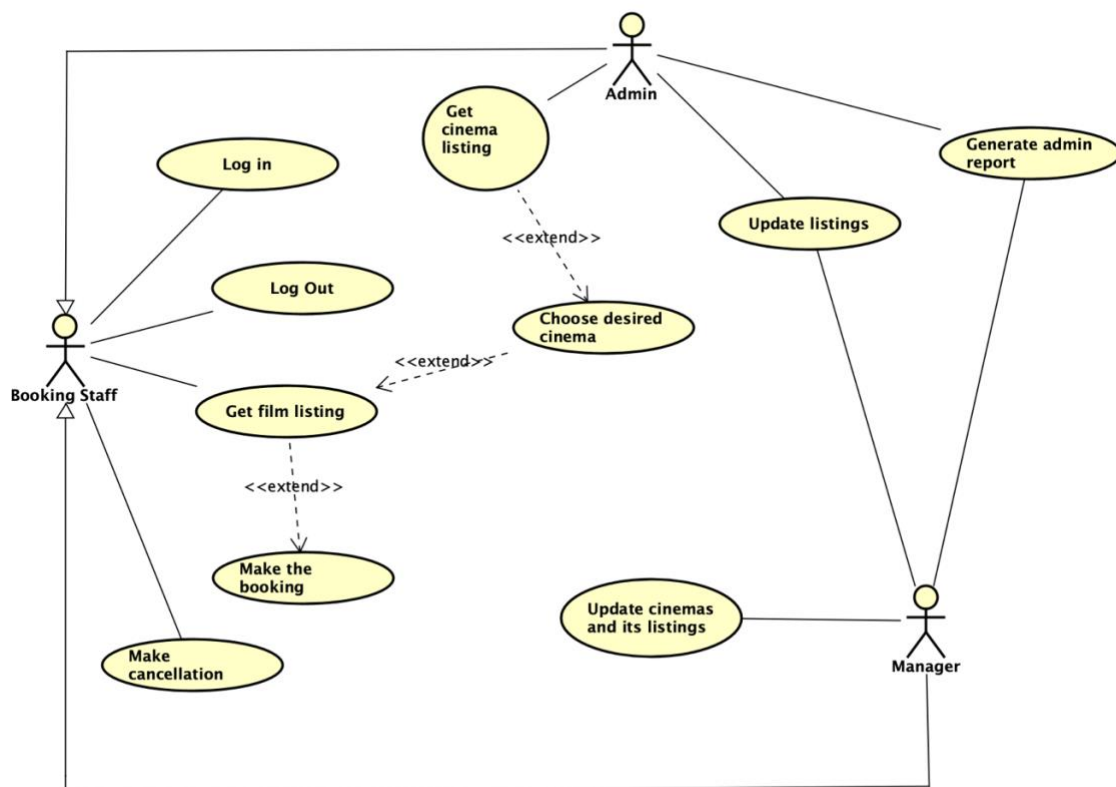 Admin
Get
cinema
listing
Generate admin
report
Log in
Update listings
<<extend>>
Log Out
Choose desired
cinema
<<extend>>
Booking Staff
Get film listing
<<extend>>
Make the
booking
Update cinemas
and its listings
Make
cancellation
Manager